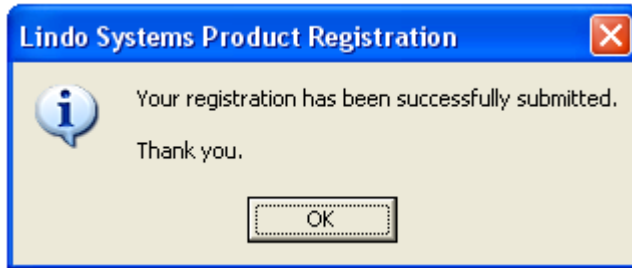 Lindo Systems Product Registration
Your registration has been successfully submitted.
Thank you.
OK